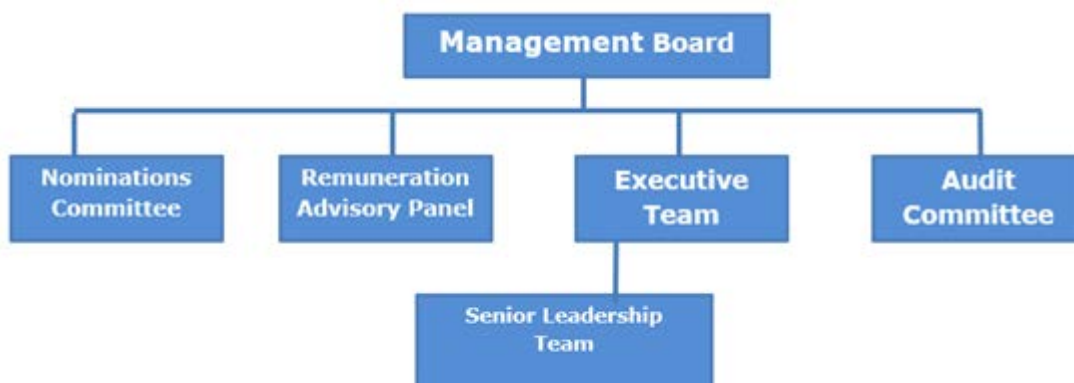 Management Board
Nominations
Committee
Remuneration
Advisory Panel
Executive
Team
Audit
Committee
Senior Leadership
Team